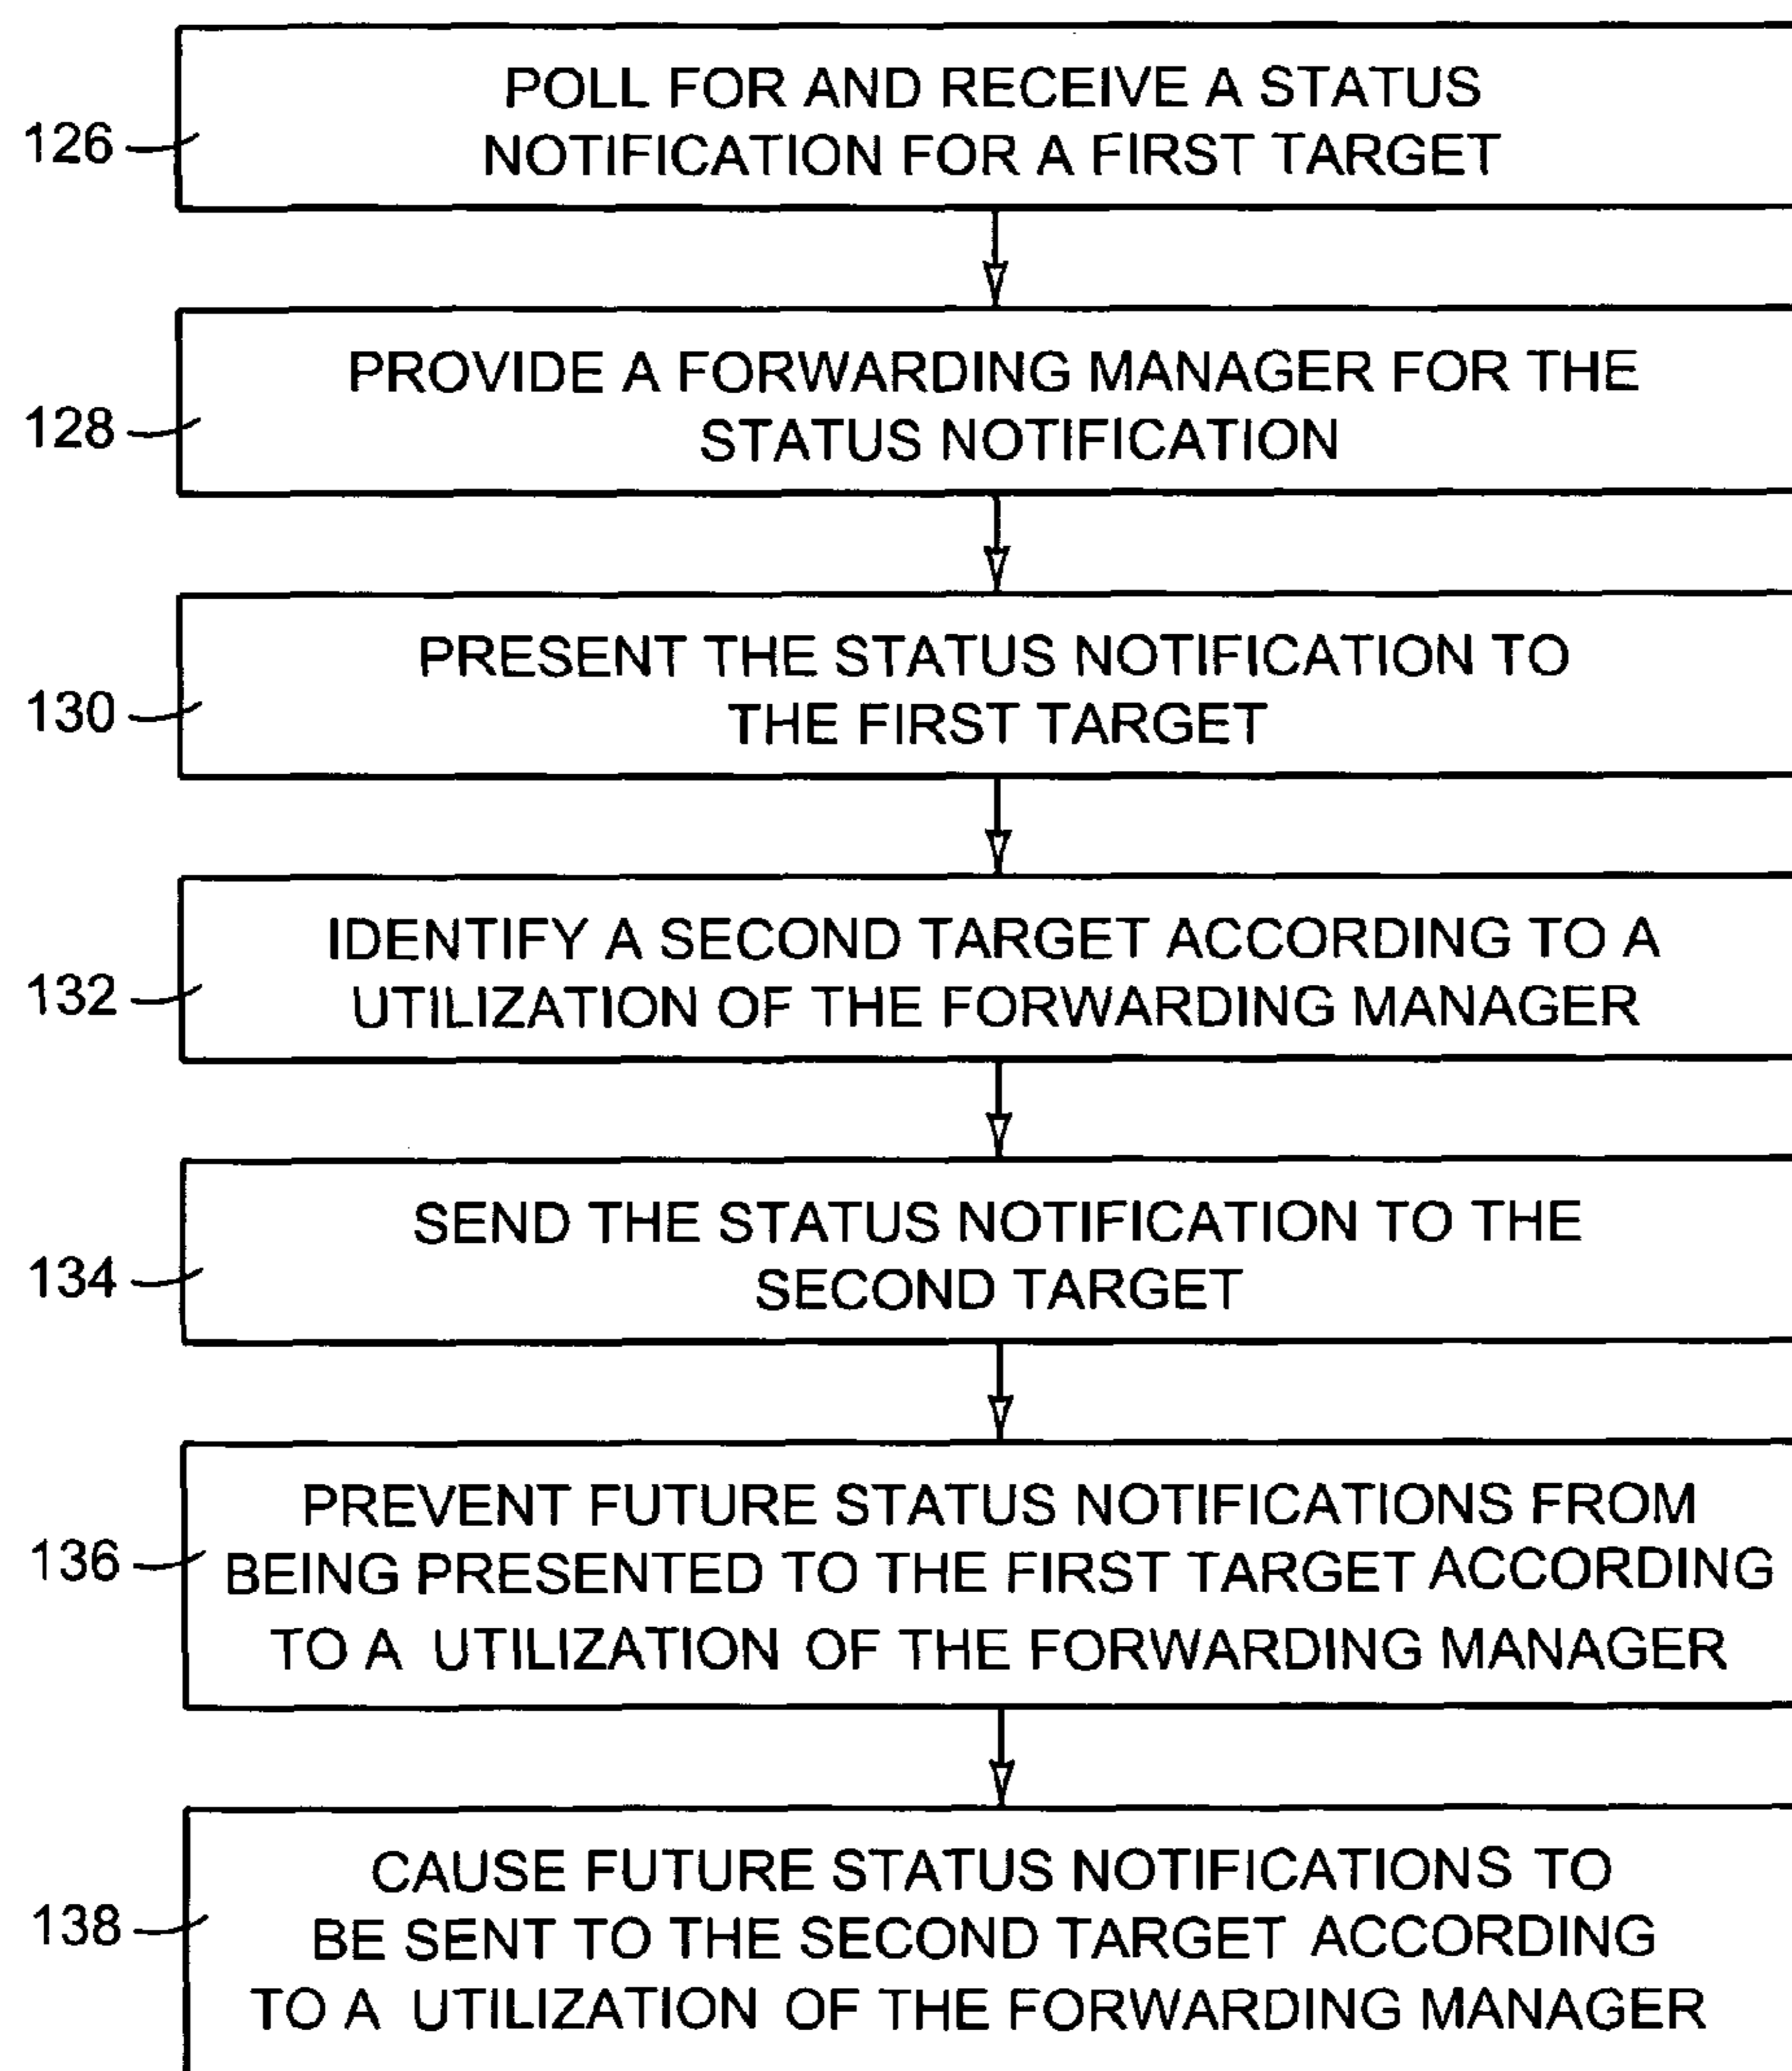 POLL FOR AND RECEIVE A STATUS
NOTIFICATION FOR A FIRST TARGET
126
PROVIDE A FORWARDING MANAGER FOR THE
STATUS NOTIFICATION
128
PRESENT THE STATUS NOTIFICATION TO
THE FIRST TARGET
130
IDENTIFY A SECOND TARGET ACCORDING TO A
UTILIZATION OF THE FORWARDING MANAGER
132
SEND THE STATUS NOTIFICATION TO THE
SECOND TARGET
134
PREVENT FUTURE STATUS NOTIFICATIONS FROM
BEING PRESENTED TO THE FIRST TARGET ACCORDING
TO A UTILIZATION OF THE FORWARDING MANAGER
136
CAUSE FUTURE STATUS NOTIFICATIONS TO
BE SENT TO THE SECOND TARGET ACCORDING
TO A UTILIZATION OF THE FORWARDING MANAGER
138